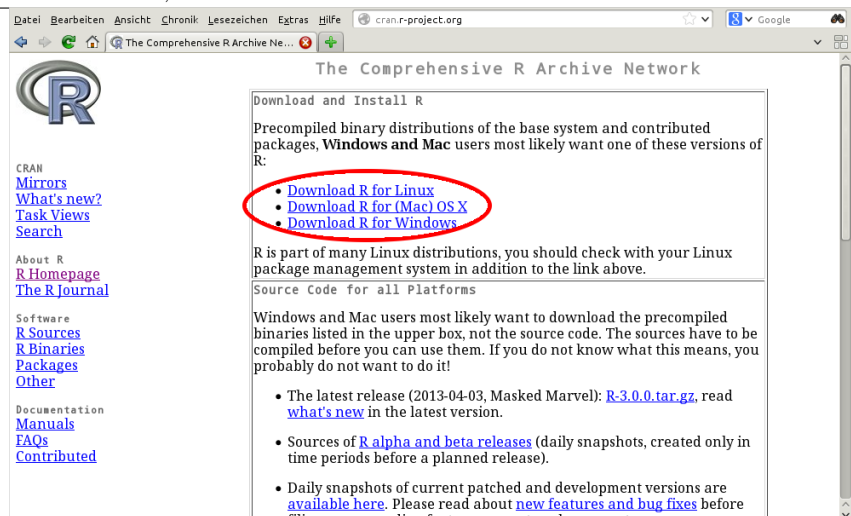 Datei Bearbeiten Ansicht Chronik Lesezeichen Extras Hilfe cran.r-project.org Google
The Comprehensive R Archive Ne...
The Comprehensive R Archive Network
R
CRAN
Mirrors
What's new?
Task Views
Search
About R
R Homepage
The R Journal
Software
R Sources
R Binaries
Packages
Other
Documentation
Manuals
FAQs
Contributed
Download and Install R
Precompiled binary distributions of the base system and contributed
packages, Windows and Mac users most likely want one of these versions of
R:
• Download R for Linux
• Download R for (Mac) OS X
• Download R for Windows
R is part of many Linux distributions, you should check with your Linux
package management system in addition to the link above.
Source Code for all Platforms
Windows and Mac users most likely want to download the precompiled
binaries listed in the upper box, not the source code. The sources have to be
compiled before you can use them. If you do not know what this means, you
probably do not want to do it!
• The latest release (2013-04-03, Masked Marvel): R-3.0.0.tar.gz, read
what's new in the latest version.
• Sources of R alpha and beta releases (daily snapshots, created only in
time periods before a planned release).
• Daily snapshots of current patched and development versions are
available here. Please read about new features and bug fixes before